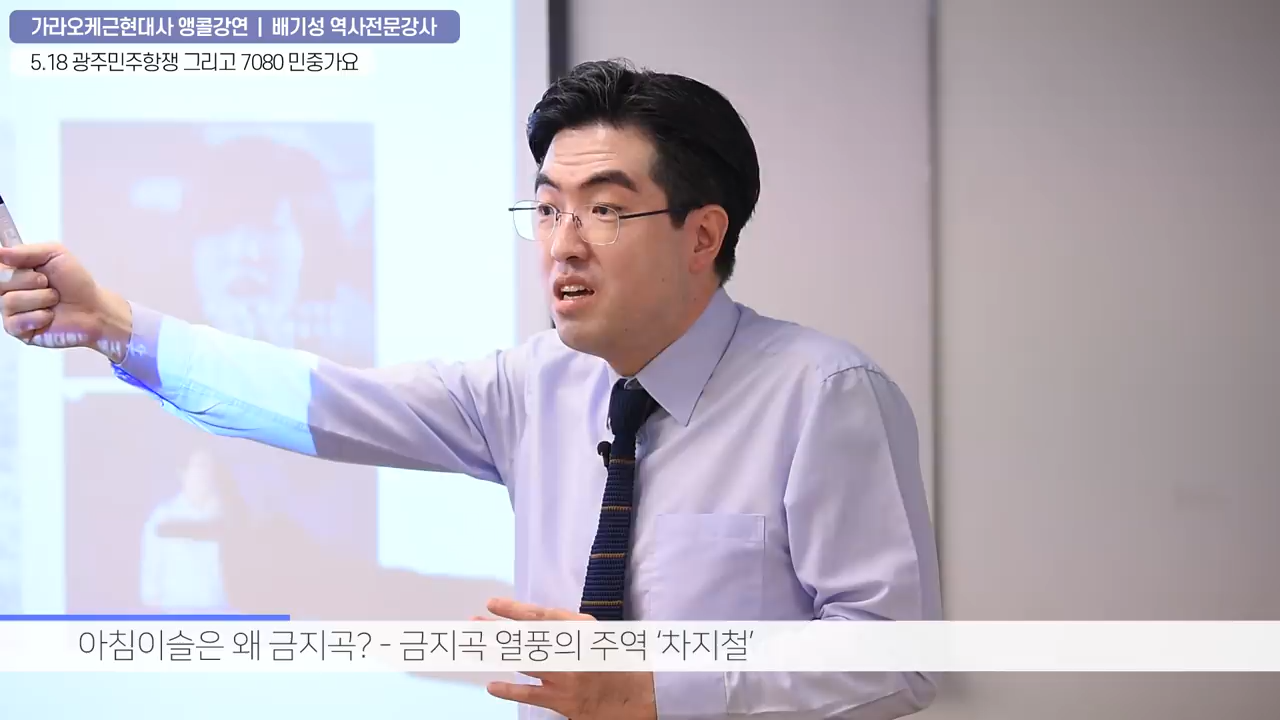 가라오케근현대사 앵콜강연 | 배기성 역사전문강사
5.18 광주민주항쟁 그리고 7080 민중가요
아침이슬은 왜 금지곡? - 금지곡 열풍의 주역 '차지철'